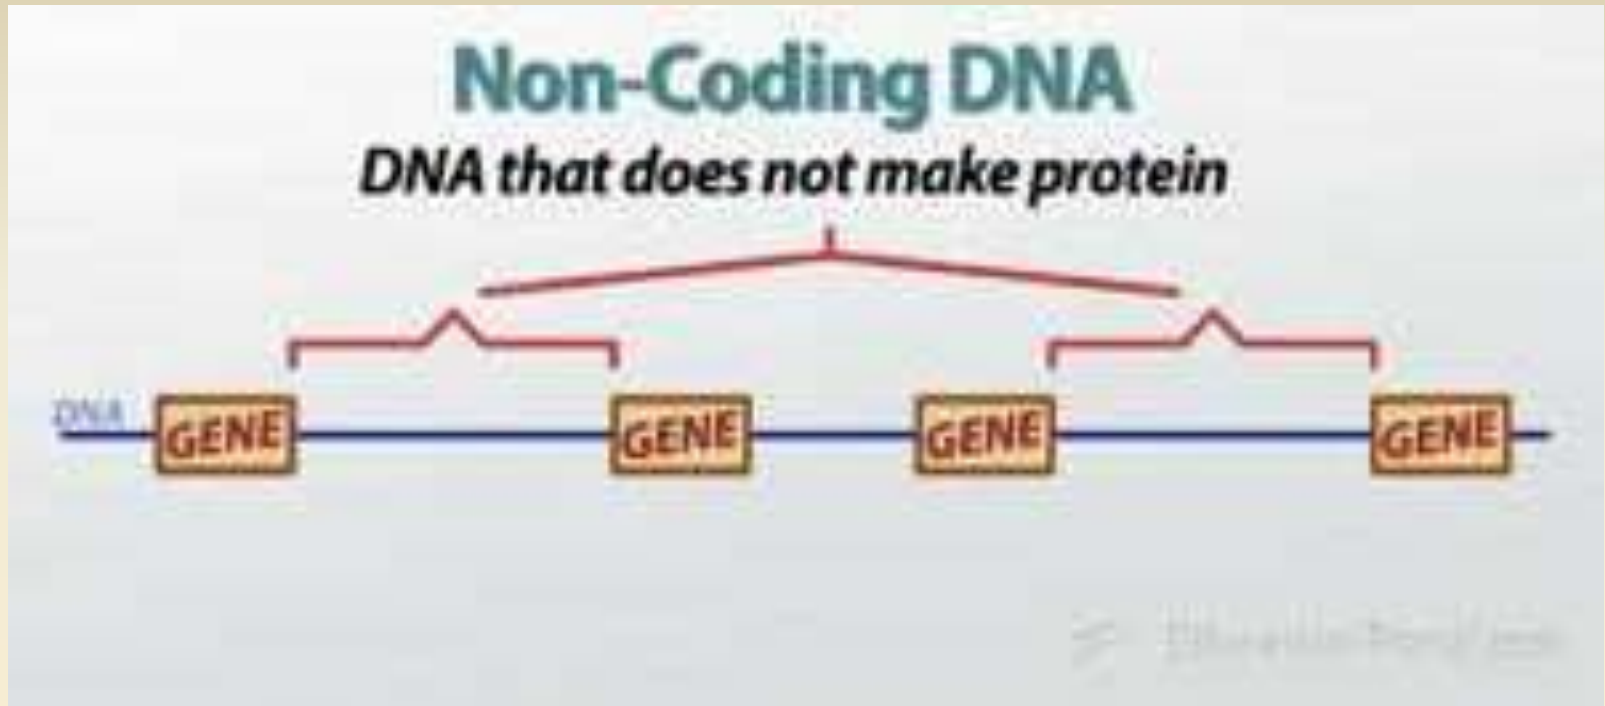 Non-Coding DNA
DNA that does not make protein
DNA
GENE
GENE
GENE
GENE